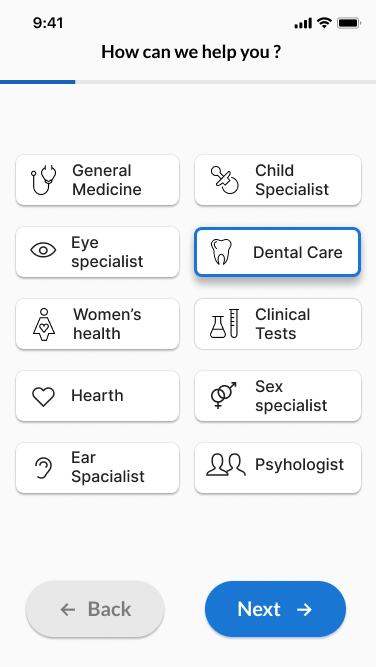 9:41
How can we help you ?
General
Medicine
Child
Specialist
Eye
specialist
Dental Care
Women's
health
Clinical
Tests
Hearth
Sex
specialist
Ear
Spacialist
Psyhologist
← Back
Next →